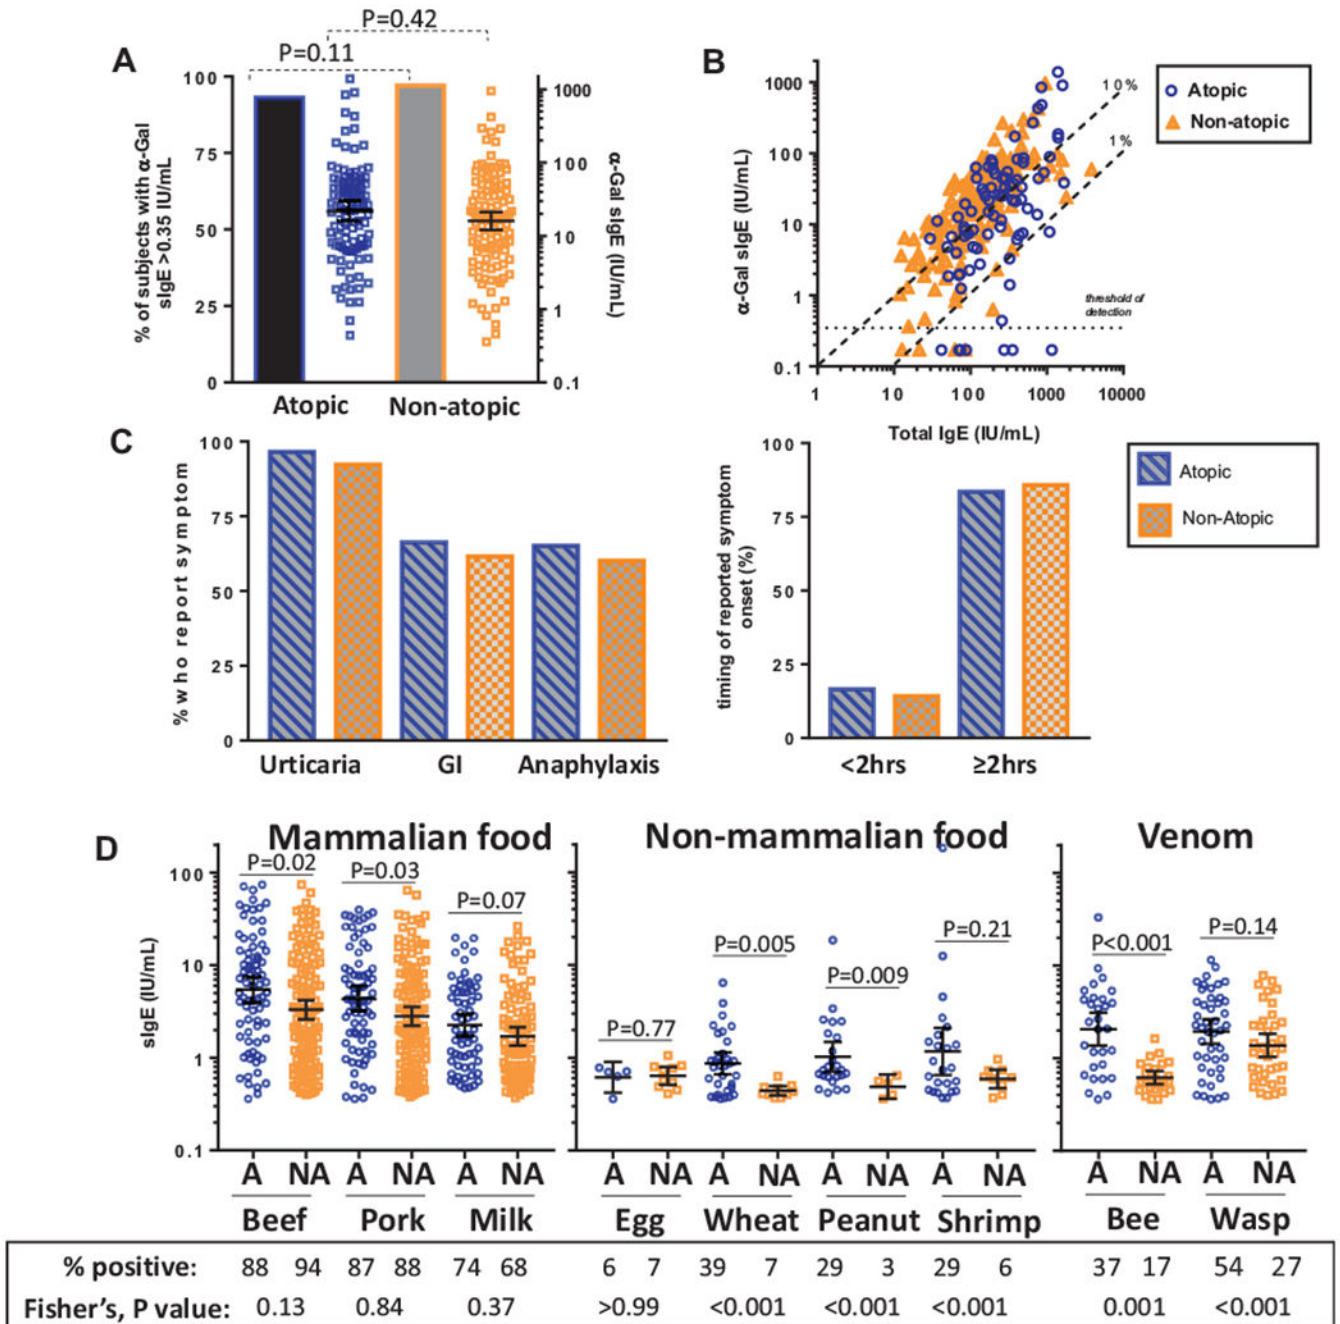 P=0.42
P=0.11
A
100
75
50
25
0
% of subjects with α-Gal
sIgE >0.35 IU/mL
1000
100
10
1
0.1
α-Gal sIgE (IU/mL)
Atopic Non-atopic
B
1000
100
10
1
0.1
α-Gal sIgE (IU/mL)
10%
1%
threshold of
detection
1 10 100 1000 10000
Total IgE (IU/mL)
Atopic
Non-atopic
C
100
75
50
25
0
% who report symptom
Urticaria GI Anaphylaxis
100
75
50
25
0
timing of reported symptom
onset (%)
<2hrs ≥2hrs
Atopic
Non-Atopic
D
Mammalian food Non-mammalian food Venom
100
10
1
0.1
sIgE (IU/mL)
P=0.02
P=0.03
P=0.07
P=0.77
P=0.005
P=0.009
P=0.21
P<0.001
P=0.14
A NA A NA A NA A NA A NA A NA A NA A NA A NA
Beef Pork Milk Egg Wheat Peanut Shrimp Bee Wasp
% positive: 88 94 87 88 74 68 6 7 39 7 29 3 29 6 37 17 54 27
Fisher's, P value: 0.13 0.84 0.37 >0.99 <0.001 <0.001 <0.001 0.001 <0.001